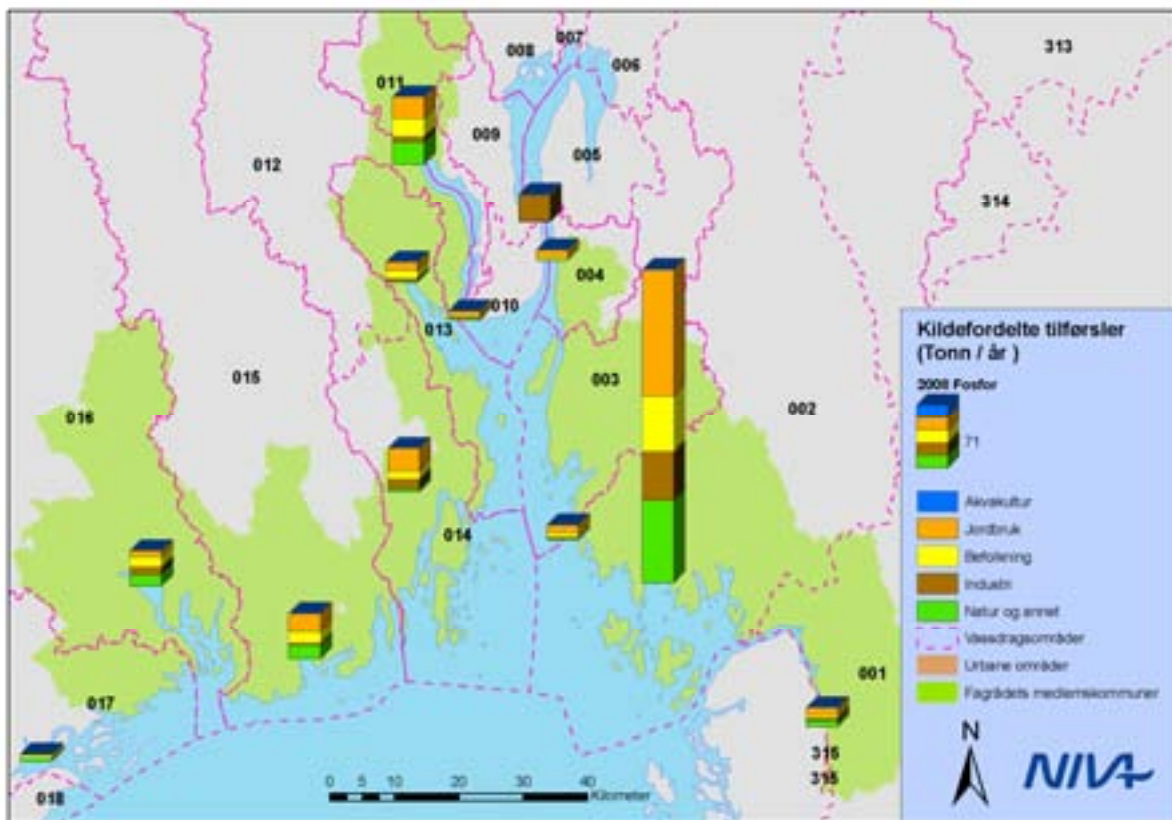 007
008
006
313
011
009
005
012
314
004
010
013
003
015
002
016
014
001
017
315
315
018
0 5 10 20 30 40
Kilometer
Kildefordelte tilførsler
(Tonn / år )
2008 Fosfor
71
Akvakultur
Jordbruk
Befolkning
Industri
Natur og annet
Vassdragsområder
Urbane områder
Fagrådets medlemskommuner
N
NIVA